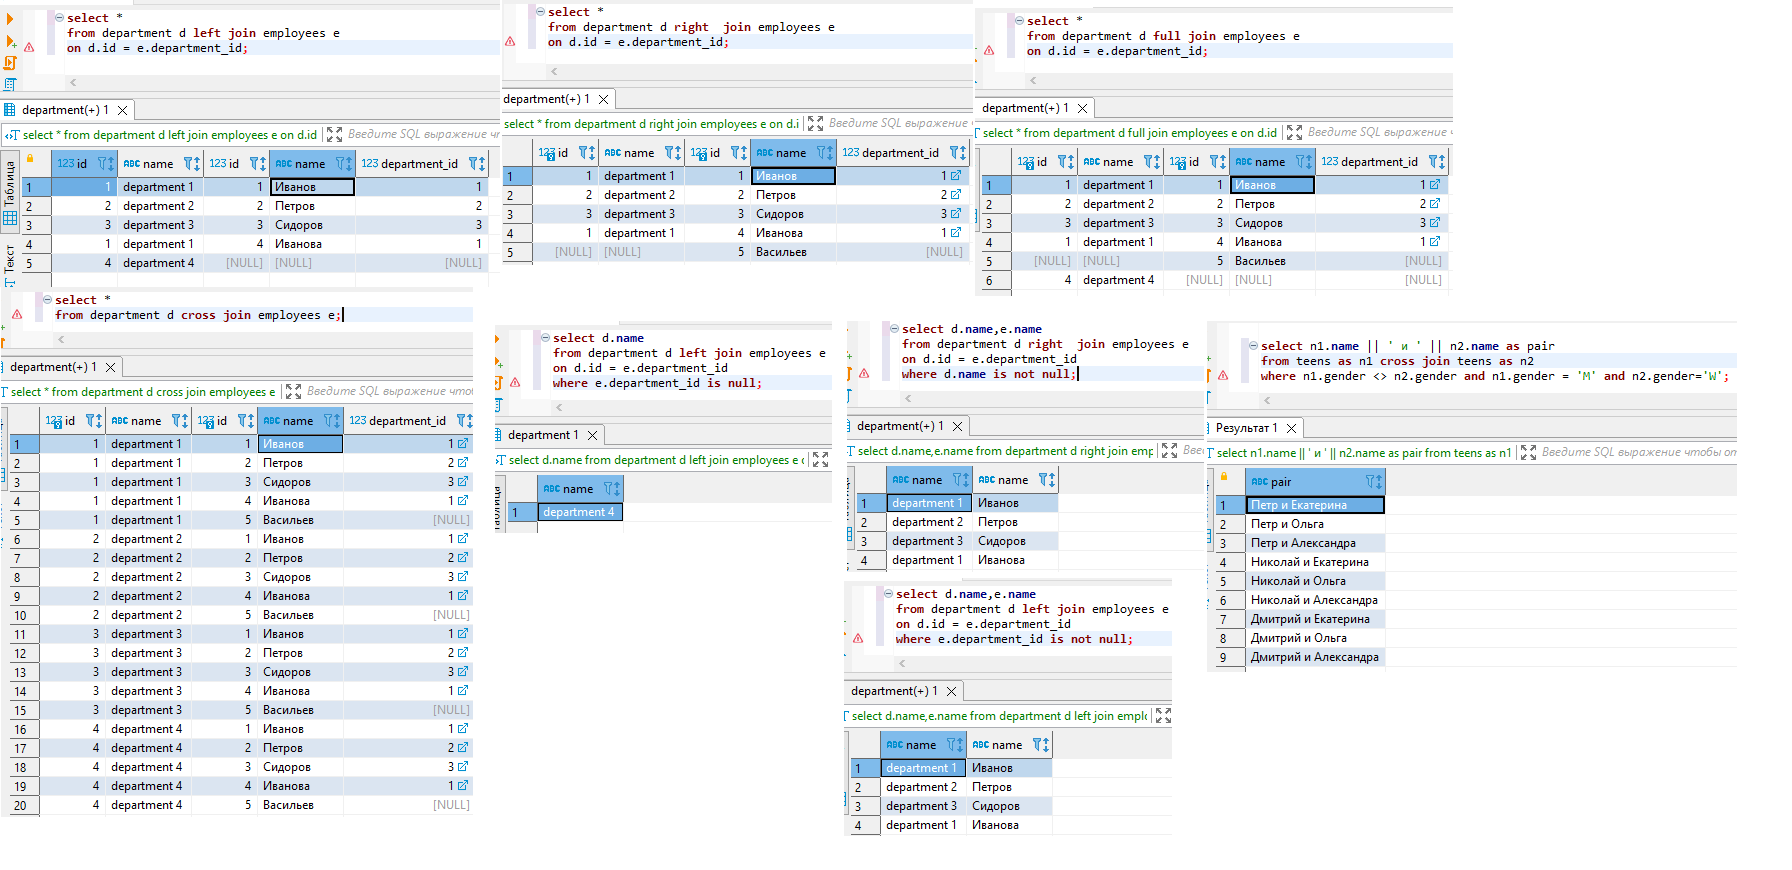 select *
from department d left join employees e
on d.id = e.department_id;
department(+) 1
select * from department d left join employees e on d.id
Введите SQL выражение чт
Таблица
Текст
123 id ABC name 123 id ABC name 123 department_id
1 1 department 1 1 Иванов 1
2 2 department 2 2 Петров 2
3 3 department 3 3 Сидоров 3
4 1 department 1 4 Иванова 1
5 4 department 4 [NULL] [NULL] [NULL]
select *
from department d right join employees e
on d.id = e.department_id;
department(+) 1
select * from department d right join employees e on d.i
Введите SQL выражение
123 id ABC name 123 id ABC name 123 department_id
1 1 department 1 1 Иванов 1
2 2 department 2 2 Петров 2
3 3 department 3 3 Сидоров 3
4 1 department 1 4 Иванова 1
5 [NULL] [NULL] 5 Васильев [NULL]
select *
from department d full join employees e
on d.id = e.department_id;
department(+) 1
select * from department d full join employees e on d.id
Введите SQL выражение
123 id ABC name 123 id ABC name 123 department_id
1 1 department 1 1 Иванов 1
2 2 department 2 2 Петров 2
3 3 department 3 3 Сидоров 3
4 1 department 1 4 Иванова 1
5 [NULL] [NULL] 5 Васильев [NULL]
6 4 department 4 [NULL] [NULL] [NULL]
select *
from department d cross join employees e;
department(+) 1
select * from department d cross join employees e
Введите SQL выражение что
123 id ABC name 123 id ABC name 123 department_id
1 1 department 1 1 Иванов 1
2 1 department 1 2 Петров 2
3 1 department 1 3 Сидоров 3
4 1 department 1 4 Иванова 1
5 1 department 1 5 Васильев [NULL]
6 2 department 2 1 Иванов 1
7 2 department 2 2 Петров 2
8 2 department 2 3 Сидоров 3
9 2 department 2 4 Иванова 1
10 2 department 2 5 Васильев [NULL]
11 3 department 3 1 Иванов 1
12 3 department 3 2 Петров 2
13 3 department 3 3 Сидоров 3
14 3 department 3 4 Иванова 1
15 3 department 3 5 Васильев [NULL]
16 4 department 4 1 Иванов 1
17 4 department 4 2 Петров 2
18 4 department 4 3 Сидоров 3
19 4 department 4 4 Иванова 1
20 4 department 4 5 Васильев [NULL]
select d.name
from department d left join employees e
on d.id = e.department_id
where e.department_id is null;
department 1
select d.name from department d left join employees e
ABC name
1 department 4
select d.name,e.name
from department d right join employees e
on d.id = e.department_id
where d.name is not null;
department(+) 1
select d.name,e.name from department d right join emp
Введ
ABC name ABC name
1 department 1 Иванов
2 department 2 Петров
3 department 3 Сидоров
4 department 1 Иванова
select d.name,e.name
from department d left join employees e
on d.id = e.department_id
where e.department_id is not null;
department(+) 1
select d.name,e.name from department d left join emplo
ABC name ABC name
1 department 1 Иванов
2 department 2 Петров
3 department 3 Сидоров
4 department 1 Иванова
select n1.name || ' и ' || n2.name as pair
from teens as n1 cross join teens as n2
where n1.gender <> n2.gender and n1.gender = 'M' and n2.gender='W';
Результат 1
select n1.name || ' и ' || n2.name as pair from teens as n1
Введите SQL выражение чтобы от
ABC pair
1 Петр и Екатерина
2 Петр и Ольга
3 Петр и Александра
4 Николай и Екатерина
5 Николай и Ольга
6 Николай и Александра
7 Дмитрий и Екатерина
8 Дмитрий и Ольга
9 Дмитрий и Александра